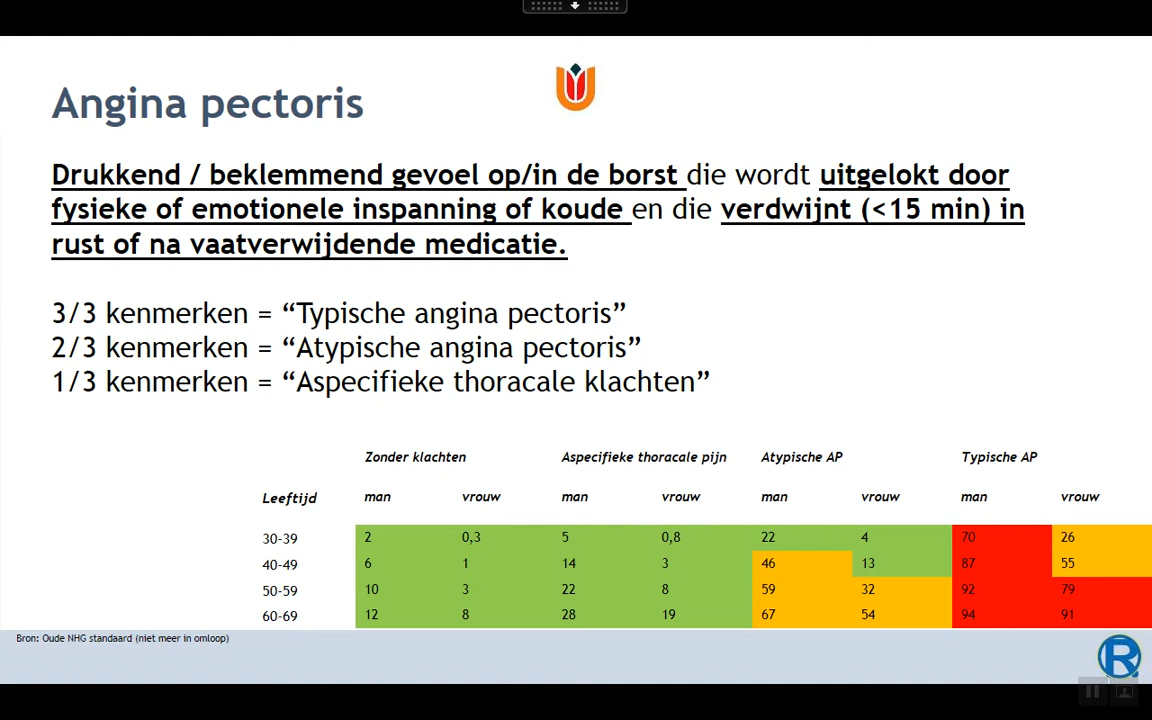 Angina pectoris
Drukkend / beklemmend gevoel op/in de borst die wordt uitgelokt door
fysieke of emotionele inspanning of koude en die verdwijnt (<15 min) in
rust of na vaatverwijdende medicatie.
3/3 kenmerken = “Typische angina pectoris”
2/3 kenmerken = “Atypische angina pectoris”
1/3 kenmerken = “Aspecifieke thoracale klachten”
Zonder klachten Aspecifieke thoracale pijn Atypische AP Typische AP
Leeftijd man vrouw man vrouw man vrouw man vrouw
30-39 2 0,3 5 0,8 22 4 70 26
40-49 6 1 14 3 46 13 87 55
50-59 10 3 22 8 59 32 92 79
60-69 12 8 28 19 67 54 94 91
Bron: Oude NHG standaard (niet meer in omloop)
R